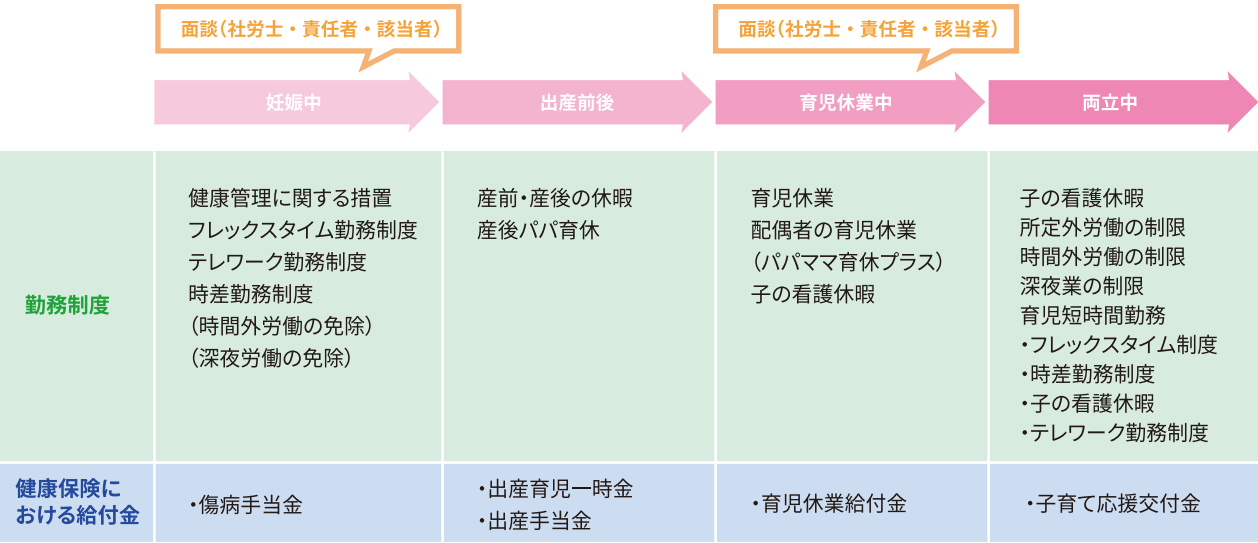 面談（社労士・責任者・該当者）
面談（社労士・責任者・該当者）
妊娠中
出産前後
育児休業中
両立中
勤務制度
健康管理に関する措置
フレックスタイム勤務制度
テレワーク勤務制度
時差勤務制度
（時間外労働の免除）
（深夜労働の免除）
産前・産後の休暇
産後パパ育休
育児休業
配偶者の育児休業
（パパママ育休プラス）
子の看護休暇
子の看護休暇
所定外労働の制限
時間外労働の制限
深夜業の制限
育児短時間勤務
・フレックスタイム制度
・時差勤務制度
・子の看護休暇
・テレワーク勤務制度
健康保険に
おける給付金
・傷病手当金
・出産育児一時金
・出産手当金
・育児休業給付金
・子育て応援交付金